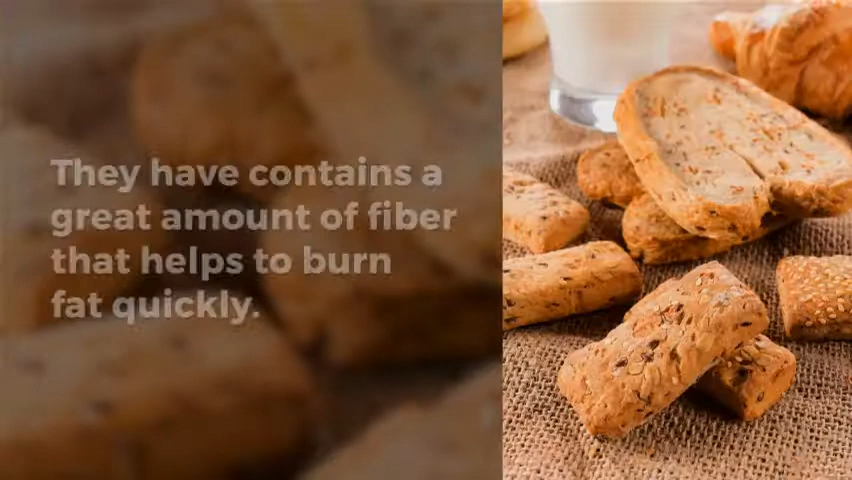 They have contains a
great amount of fiber
that helps to burn
fat quickly.